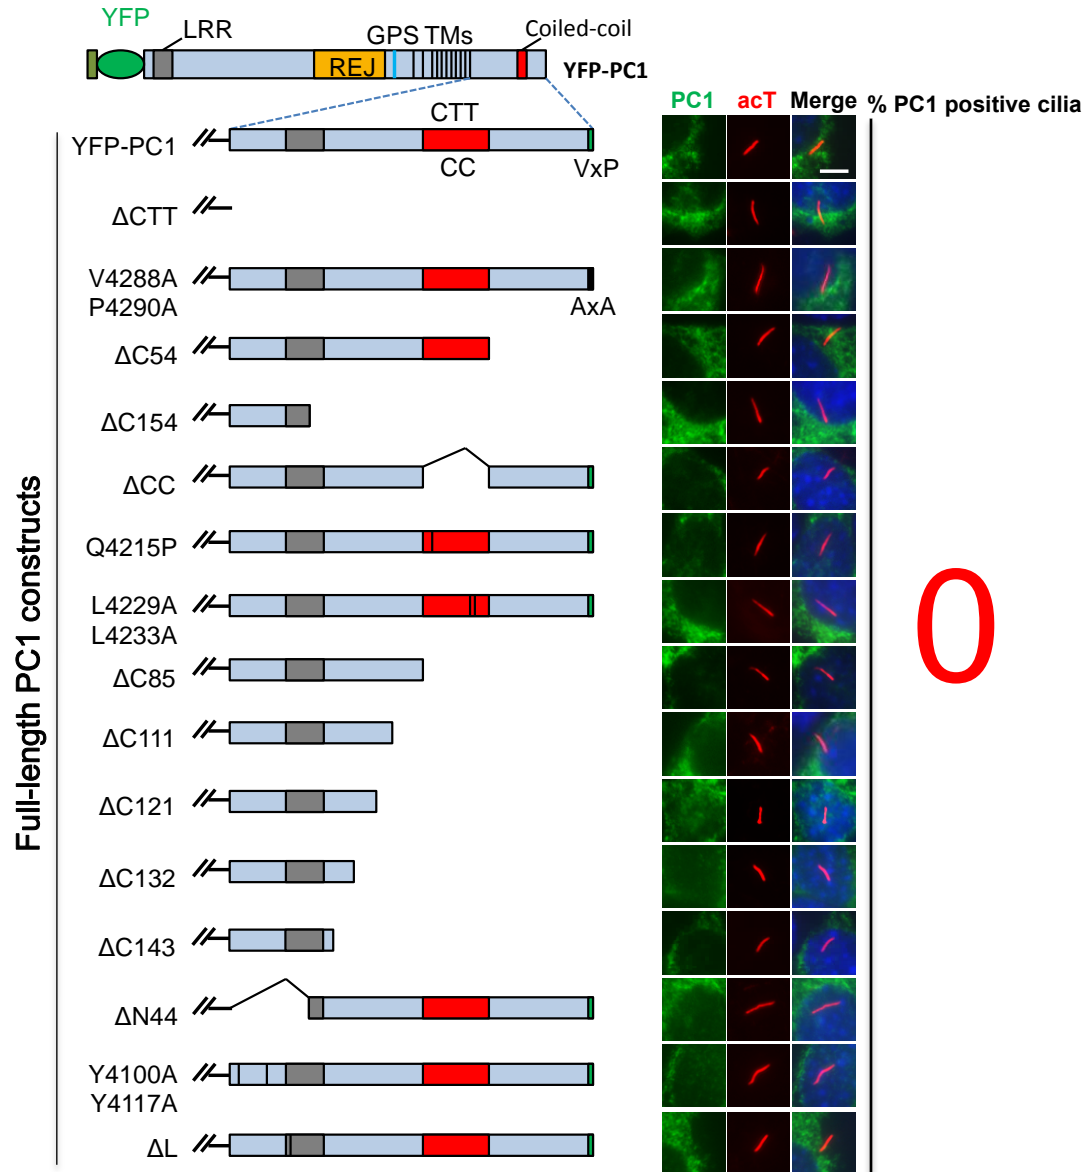 YFP
LRR
GPS TMs
Coiled-coil
REJ
YFP-PC1
PC1 acT Merge % PC1 positive cilia
CTT
YFP-PC1
CC
VxP
ΔCTT
V4288A
P4290A
AxA
ΔC54
ΔC154
ΔCC
Q4215P
L4229A
L4233A
ΔC85
ΔC111
ΔC121
ΔC132
ΔC143
ΔN44
Y4100A
Y4117A
ΔL
Full-length PC1 constructs
0